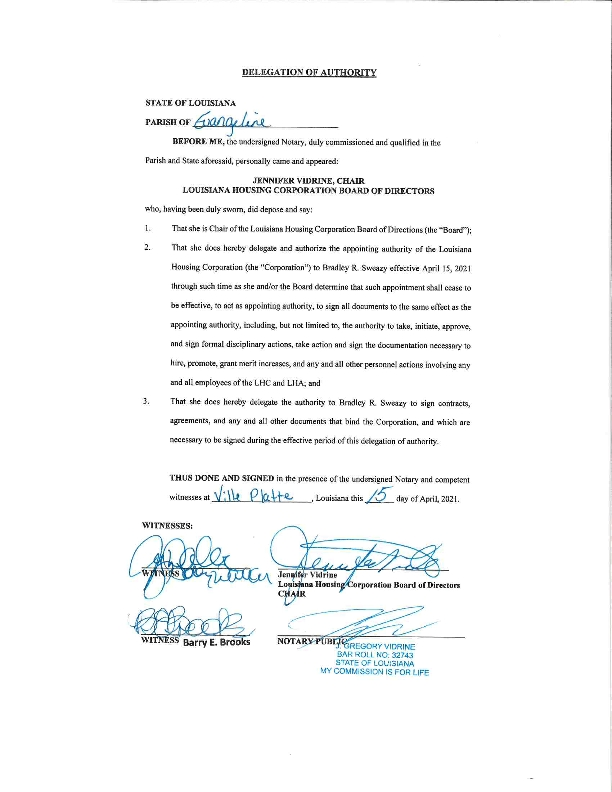 DELEGATION OF AUTHORITY
STATE OF LOUISIANA
PARISH OF Evangeline
BEFORE ME, the undersigned Notary, duly commissioned and qualified in the
Parish and State aforesaid, personally came and appeared:
JENNIFER VIDRINE, CHAIR
LOUISIANA HOUSING CORPORATION BOARD OF DIRECTORS
who, having been duly sworn, did depose and say:
1. That she is Chair of the Louisiana Housing Corporation Board of Directions (the "Board");
2. That she does hereby delegate and authorize the appointing authority of the Louisiana
Housing Corporation (the "Corporation") to Bradley R. Sweazy effective April 15, 2021
through such time as she and/or the Board determine that such appointment shall cease to
be effective, to act as appointing authority, to sign all documents to the same effect as the
appointing authority, including, but not limited to, the authority to take, initiate, approve,
and sign formal disciplinary actions, take action and sign the documentation necessary to
hire, promote, grant merit increases, and any and all other personnel actions involving any
and all employees of the LHC and LHA; and
3. That she does hereby delegate the authority to Bradley R. Sweazy to sign contracts,
agreements, and any and all other documents that bind the Corporation, and which are
necessary to be signed during the effective period of this delegation of authority.
THUS DONE AND SIGNED in the presence of the undersigned Notary and competent
witnesses at Ville Platte, Louisiana this 15 day of April, 2021.
WITNESSES:
WITNESS
Jennifer Vidrine
Louisiana Housing Corporation Board of Directors
CHAIR
WITNESS Barry E. Brooks
NOTARY PUBLIC
J. GREGORY VIDRINE
BAR ROLL NO. 32743
STATE OF LOUISIANA
MY COMMISSION IS FOR LIFE